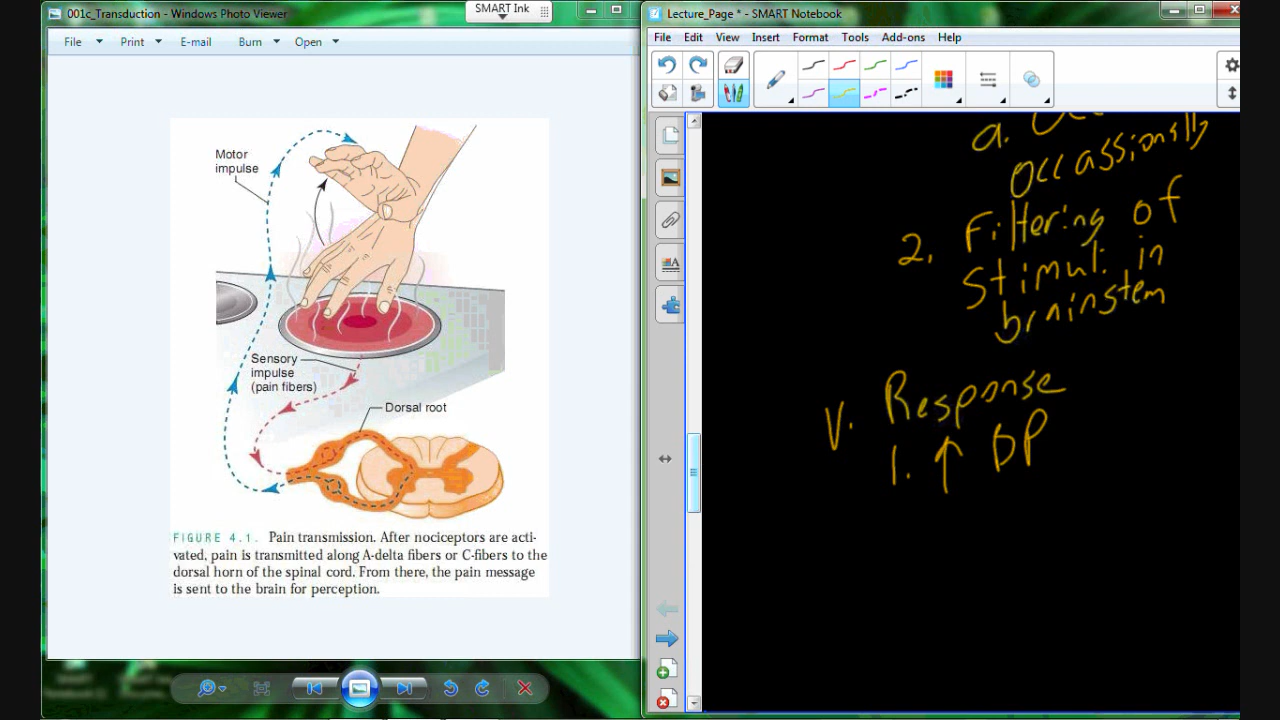 001c_Transduction - Windows Photo Viewer
SMART Ink
File Print E-mail Burn Open
Motor
impulse
Sensory
impulse
(pain fibers)
Dorsal root
FIGURE 4.1. Pain transmission. After nociceptors are acti-
vated, pain is transmitted along A-delta fibers or C-fibers to the
dorsal horn of the spinal cord. From there, the pain message
is sent to the brain for perception.
Lecture_Page * - SMART Notebook
File Edit View Insert Format Tools Add-ons Help
a.
occassionally
2. Filtering of
Stimuli in
brainstem
V. Response
1. ↑ BP